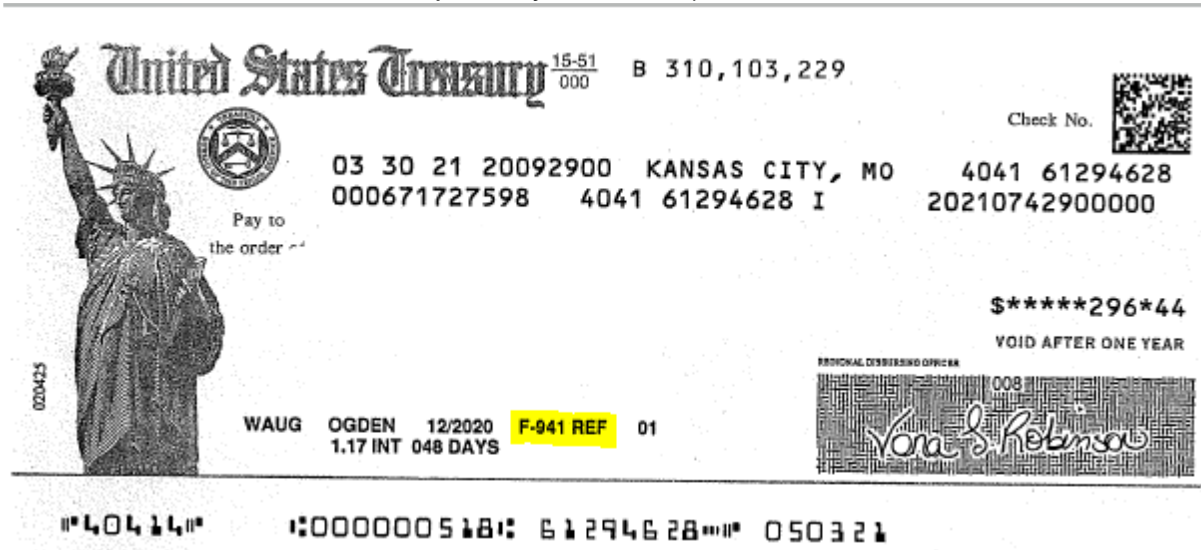 United States Treasury 15-51 000 B 310,103,229
Check No.
03 30 21 20092900 KANSAS CITY, MO 4041 61294628
000671727598 4041 61294628 I 20210742900000
Pay to
the order of
$*****296*44
VOID AFTER ONE YEAR
REGIONAL DISBURSING OFFICER
008
020425
WAUG OGDEN 12/2020 F-941 REF 01
1.17 INT 048 DAYS
Vona S. Robinson
⑈40414⑈ ⑆000000518⑆ 61294628⑈ 050321